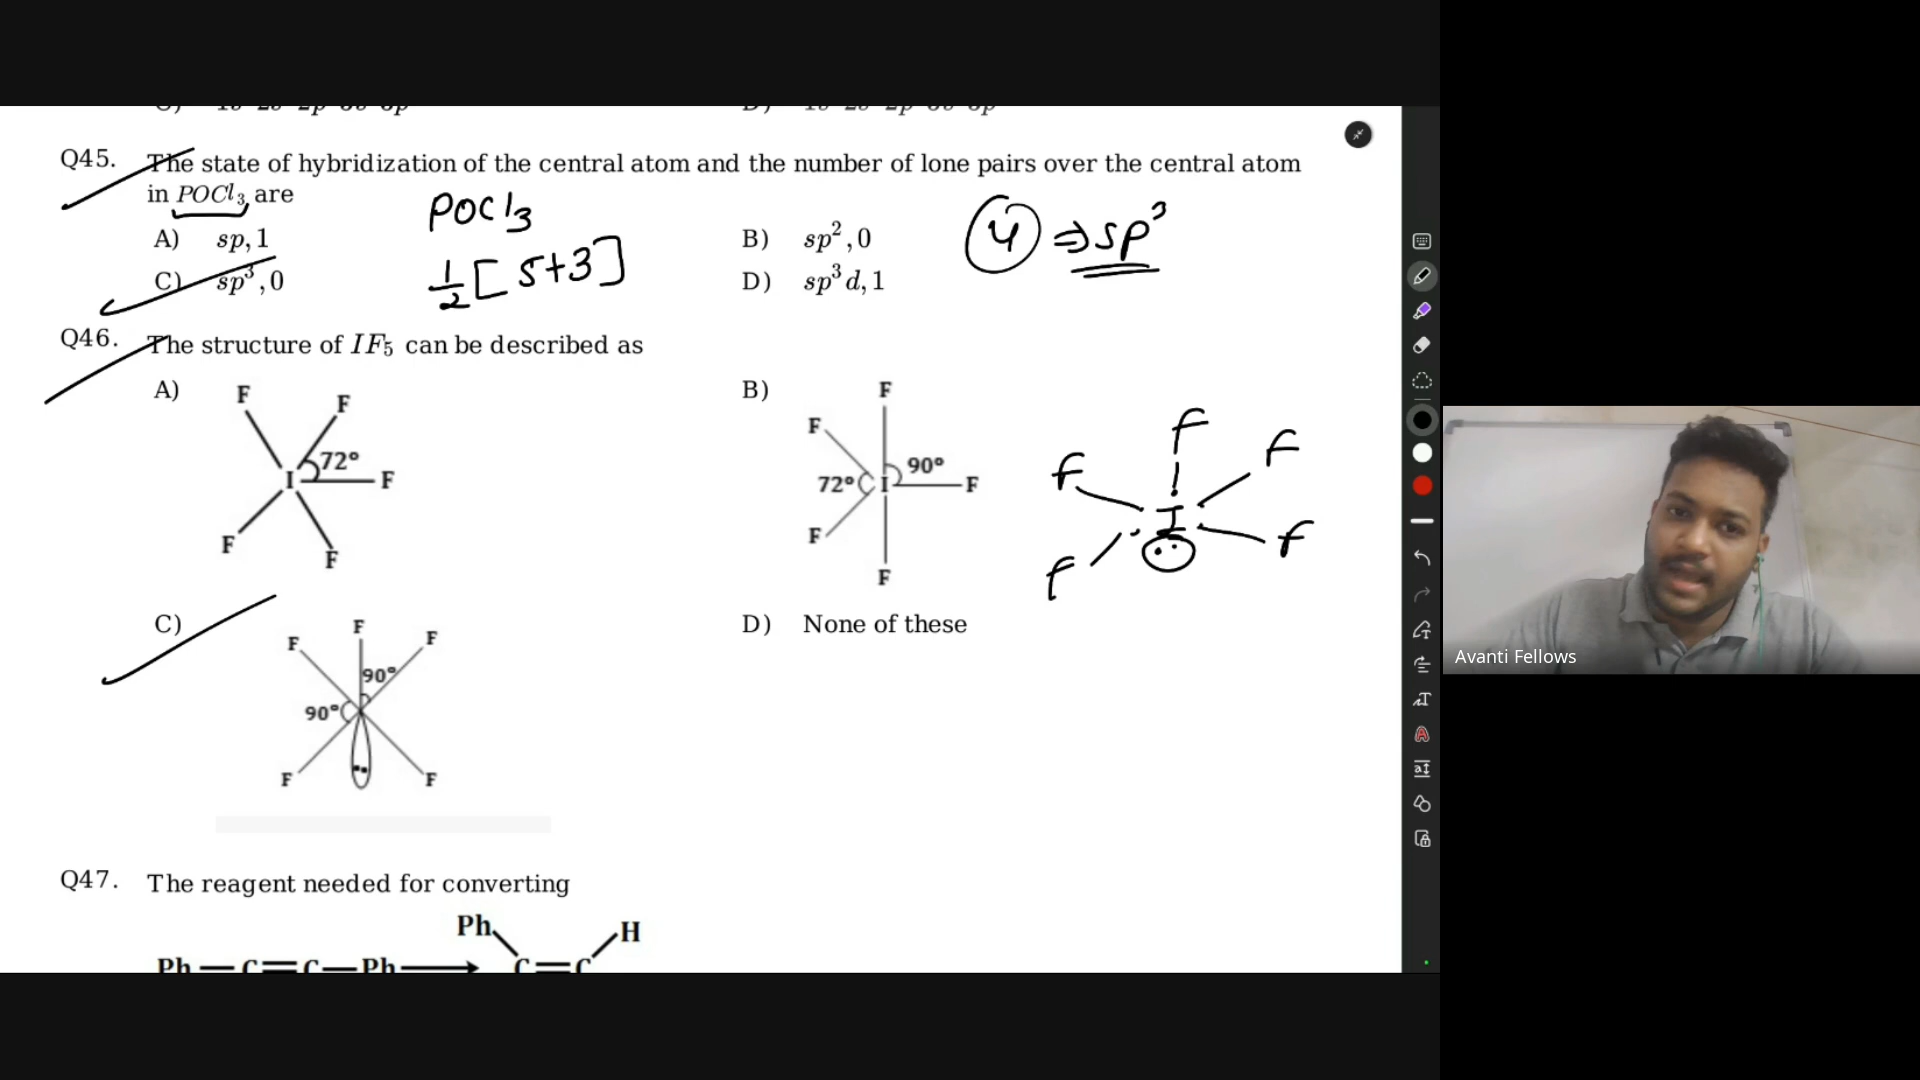 Q45. The state of hybridization of the central atom and the number of lone pairs over the central atom
in POCl₃ are
POCl₃
A) sp, 1
B) sp², 0
④ ⇒ sp³
C) sp³, 0
½[5+3]
D) sp³d, 1
Q46. The structure of IF₅ can be described as
A)
F
F
72°
I
F
F
F
B)
F
F
90°
72°
I
F
F
F
F
F
F
I
F
F
C)
F
F
F
90°
90°
F
F
D) None of these
Q47. The reagent needed for converting
Ph
H
Ph
C
C
Ph
C
C
Avanti Fellows